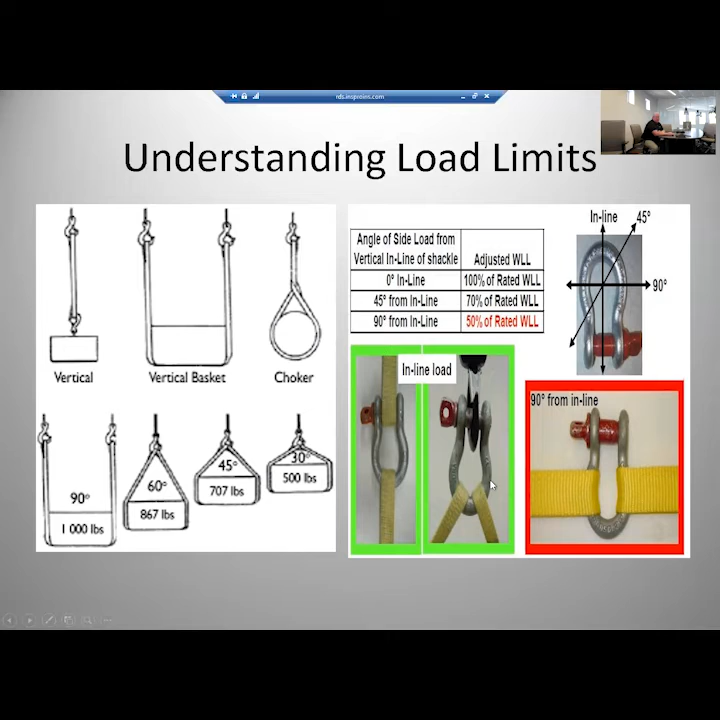 rds.insproins.com
Understanding Load Limits
Vertical
Vertical Basket
Choker
90°
1 000 lbs
60°
867 lbs
45°
707 lbs
30°
500 lbs
Angle of Side Load from
Vertical In-Line of shackle
Adjusted WLL
0° In-Line
100% of Rated WLL
45° from In-Line
70% of Rated WLL
90° from In-Line
50% of Rated WLL
In-line
45°
90°
In-line load
90° from in-line